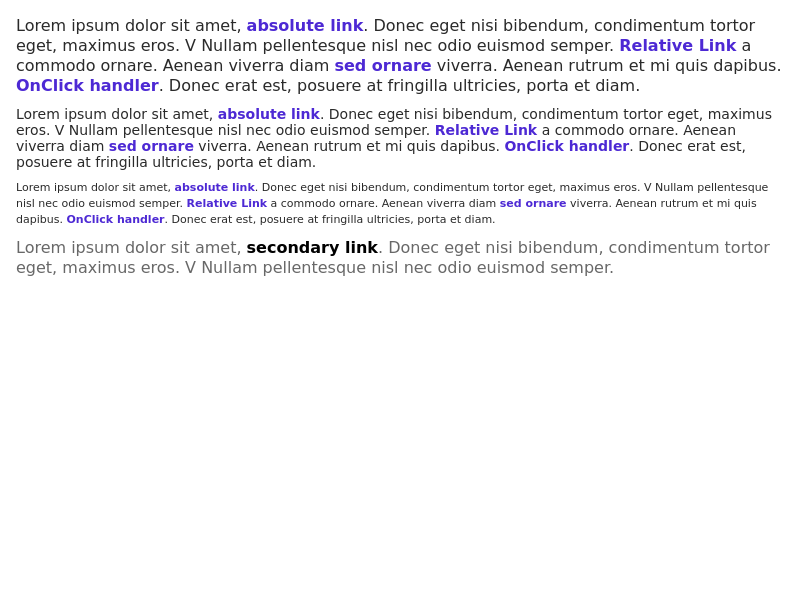 Lorem ipsum dolor sit amet, absolute link. Donec eget nisi bibendum, condimentum tortor
eget, maximus eros. V Nullam pellentesque nisl nec odio euismod semper. Relative Link a
commodo ornare. Aenean viverra diam sed ornare viverra. Aenean rutrum et mi quis dapibus.
OnClick handler. Donec erat est, posuere at fringilla ultricies, porta et diam.
Lorem ipsum dolor sit amet, absolute link. Donec eget nisi bibendum, condimentum tortor eget, maximus
eros. V Nullam pellentesque nisl nec odio euismod semper. Relative Link a commodo ornare. Aenean
viverra diam sed ornare viverra. Aenean rutrum et mi quis dapibus. OnClick handler. Donec erat est,
posuere at fringilla ultricies, porta et diam.
Lorem ipsum dolor sit amet, absolute link. Donec eget nisi bibendum, condimentum tortor eget, maximus eros. V Nullam pellentesque
nisl nec odio euismod semper. Relative Link a commodo ornare. Aenean viverra diam sed ornare viverra. Aenean rutrum et mi quis
dapibus. OnClick handler. Donec erat est, posuere at fringilla ultricies, porta et diam.
Lorem ipsum dolor sit amet, secondary link. Donec eget nisi bibendum, condimentum tortor
eget, maximus eros. V Nullam pellentesque nisl nec odio euismod semper.